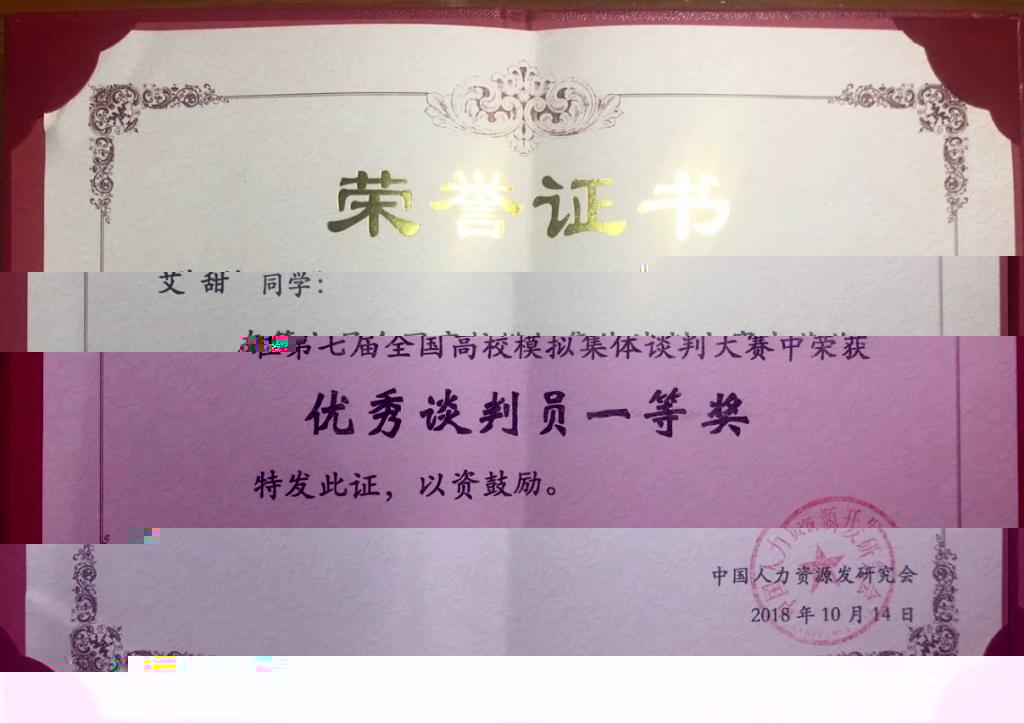 荣誉证书
艾甜 同学：
在第七届全国高校模拟集体谈判大赛中荣获
优秀谈判员一等奖
特发此证，以资鼓励。
中国人力资源发研究会
2018年10月14日